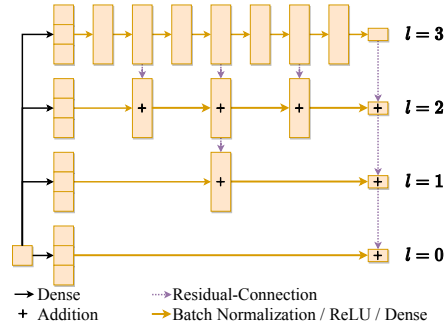 l = 3
+ + + + l = 2
+ + l = 1
+ l = 0
Dense Residual-Connection
+ Addition Batch Normalization / ReLU / Dense